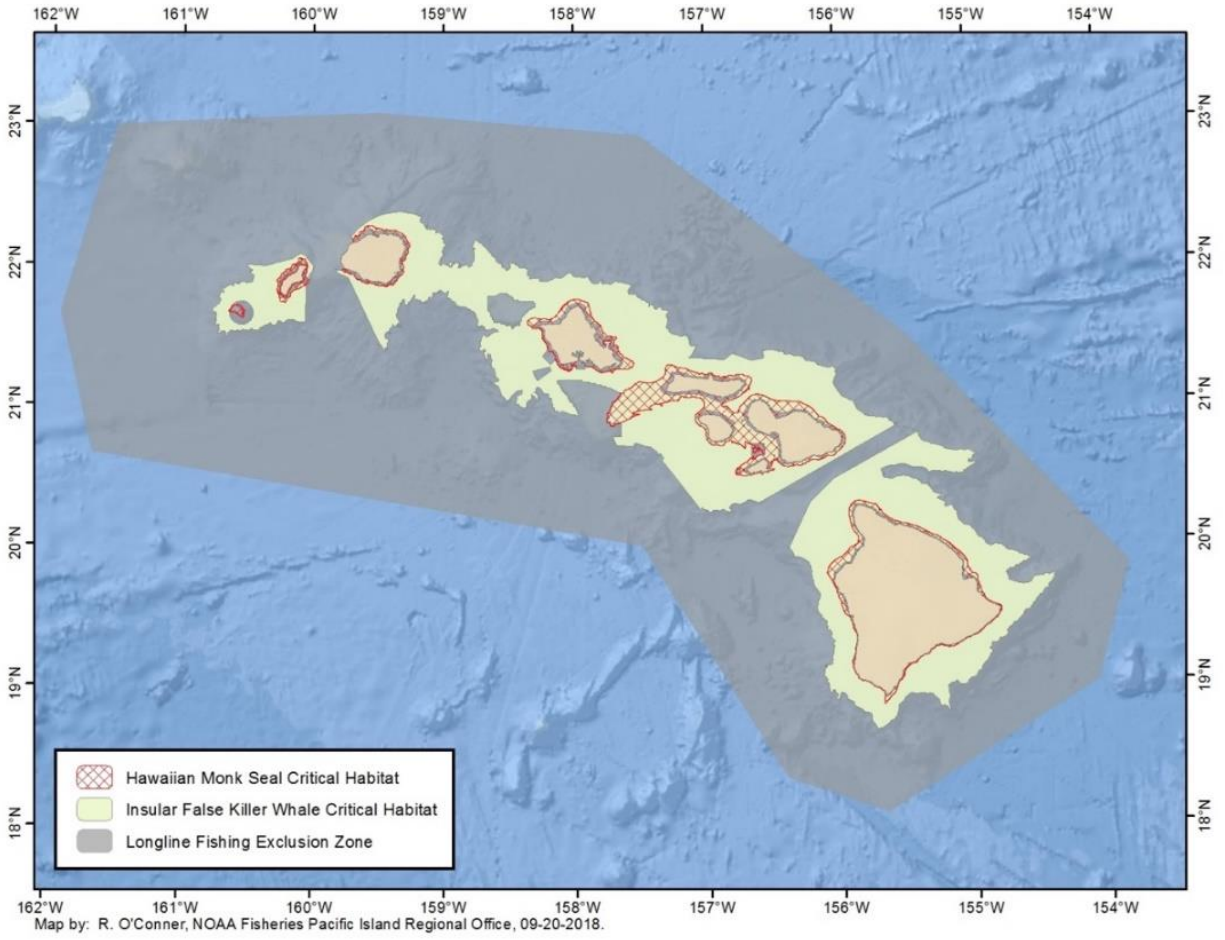 162°W 161°W 160°W 159°W 158°W 157°W 156°W 155°W 154°W
23°N 23°N
22°N 22°N
21°N 21°N
20°N 20°N
19°N 19°N
Hawaiian Monk Seal Critical Habitat
Insular False Killer Whale Critical Habitat
18°N 18°N
Longline Fishing Exclusion Zone
162°W 161°W 160°W 159°W 158°W 157°W 156°W 155°W 154°W
Map by: R. O'Conner, NOAA Fisheries Pacific Island Regional Office, 09-20-2018.